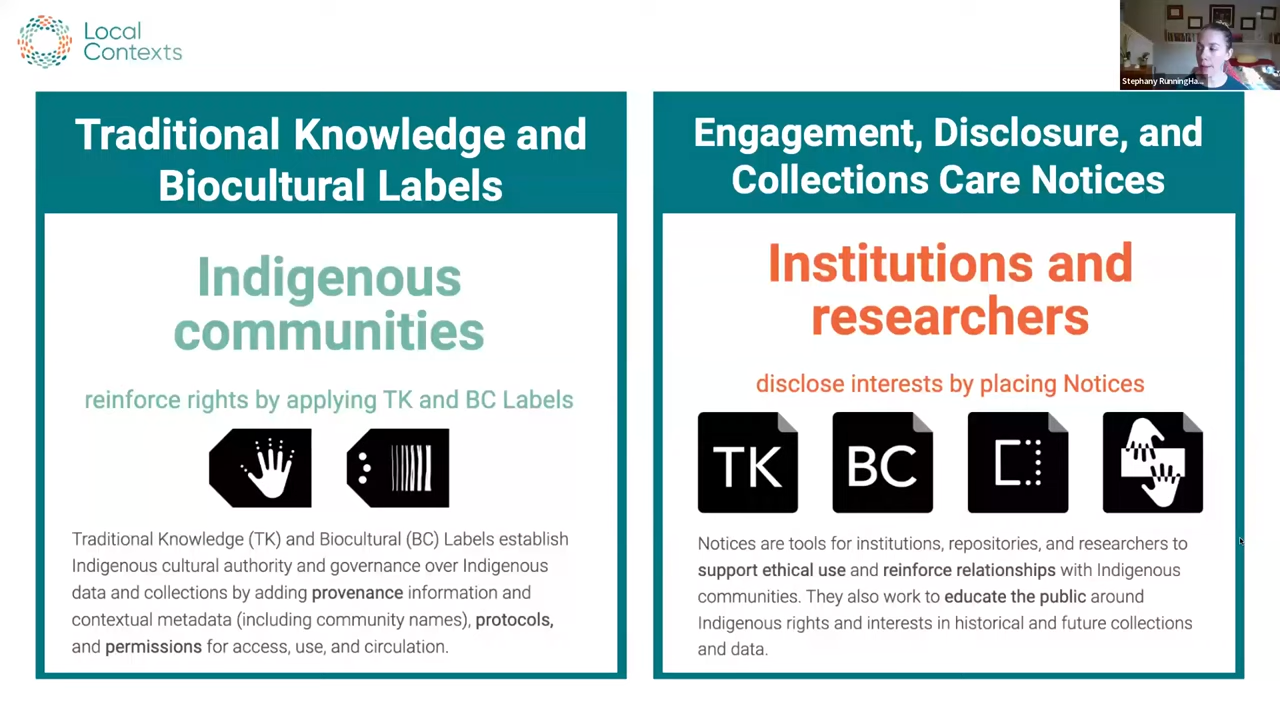 Local
Contexts
Stephany RunningHa...
Traditional Knowledge and
Biocultural Labels
Indigenous
communities
reinforce rights by applying TK and BC Labels
Traditional Knowledge (TK) and Biocultural (BC) Labels establish
Indigenous cultural authority and governance over Indigenous
data and collections by adding provenance information and
contextual metadata (including community names), protocols,
and permissions for access, use, and circulation.
Engagement, Disclosure, and
Collections Care Notices
Institutions and
researchers
disclose interests by placing Notices
TK
BC
Notices are tools for institutions, repositories, and researchers to
support ethical use and reinforce relationships with Indigenous
communities. They also work to educate the public around
Indigenous rights and interests in historical and future collections
and data.